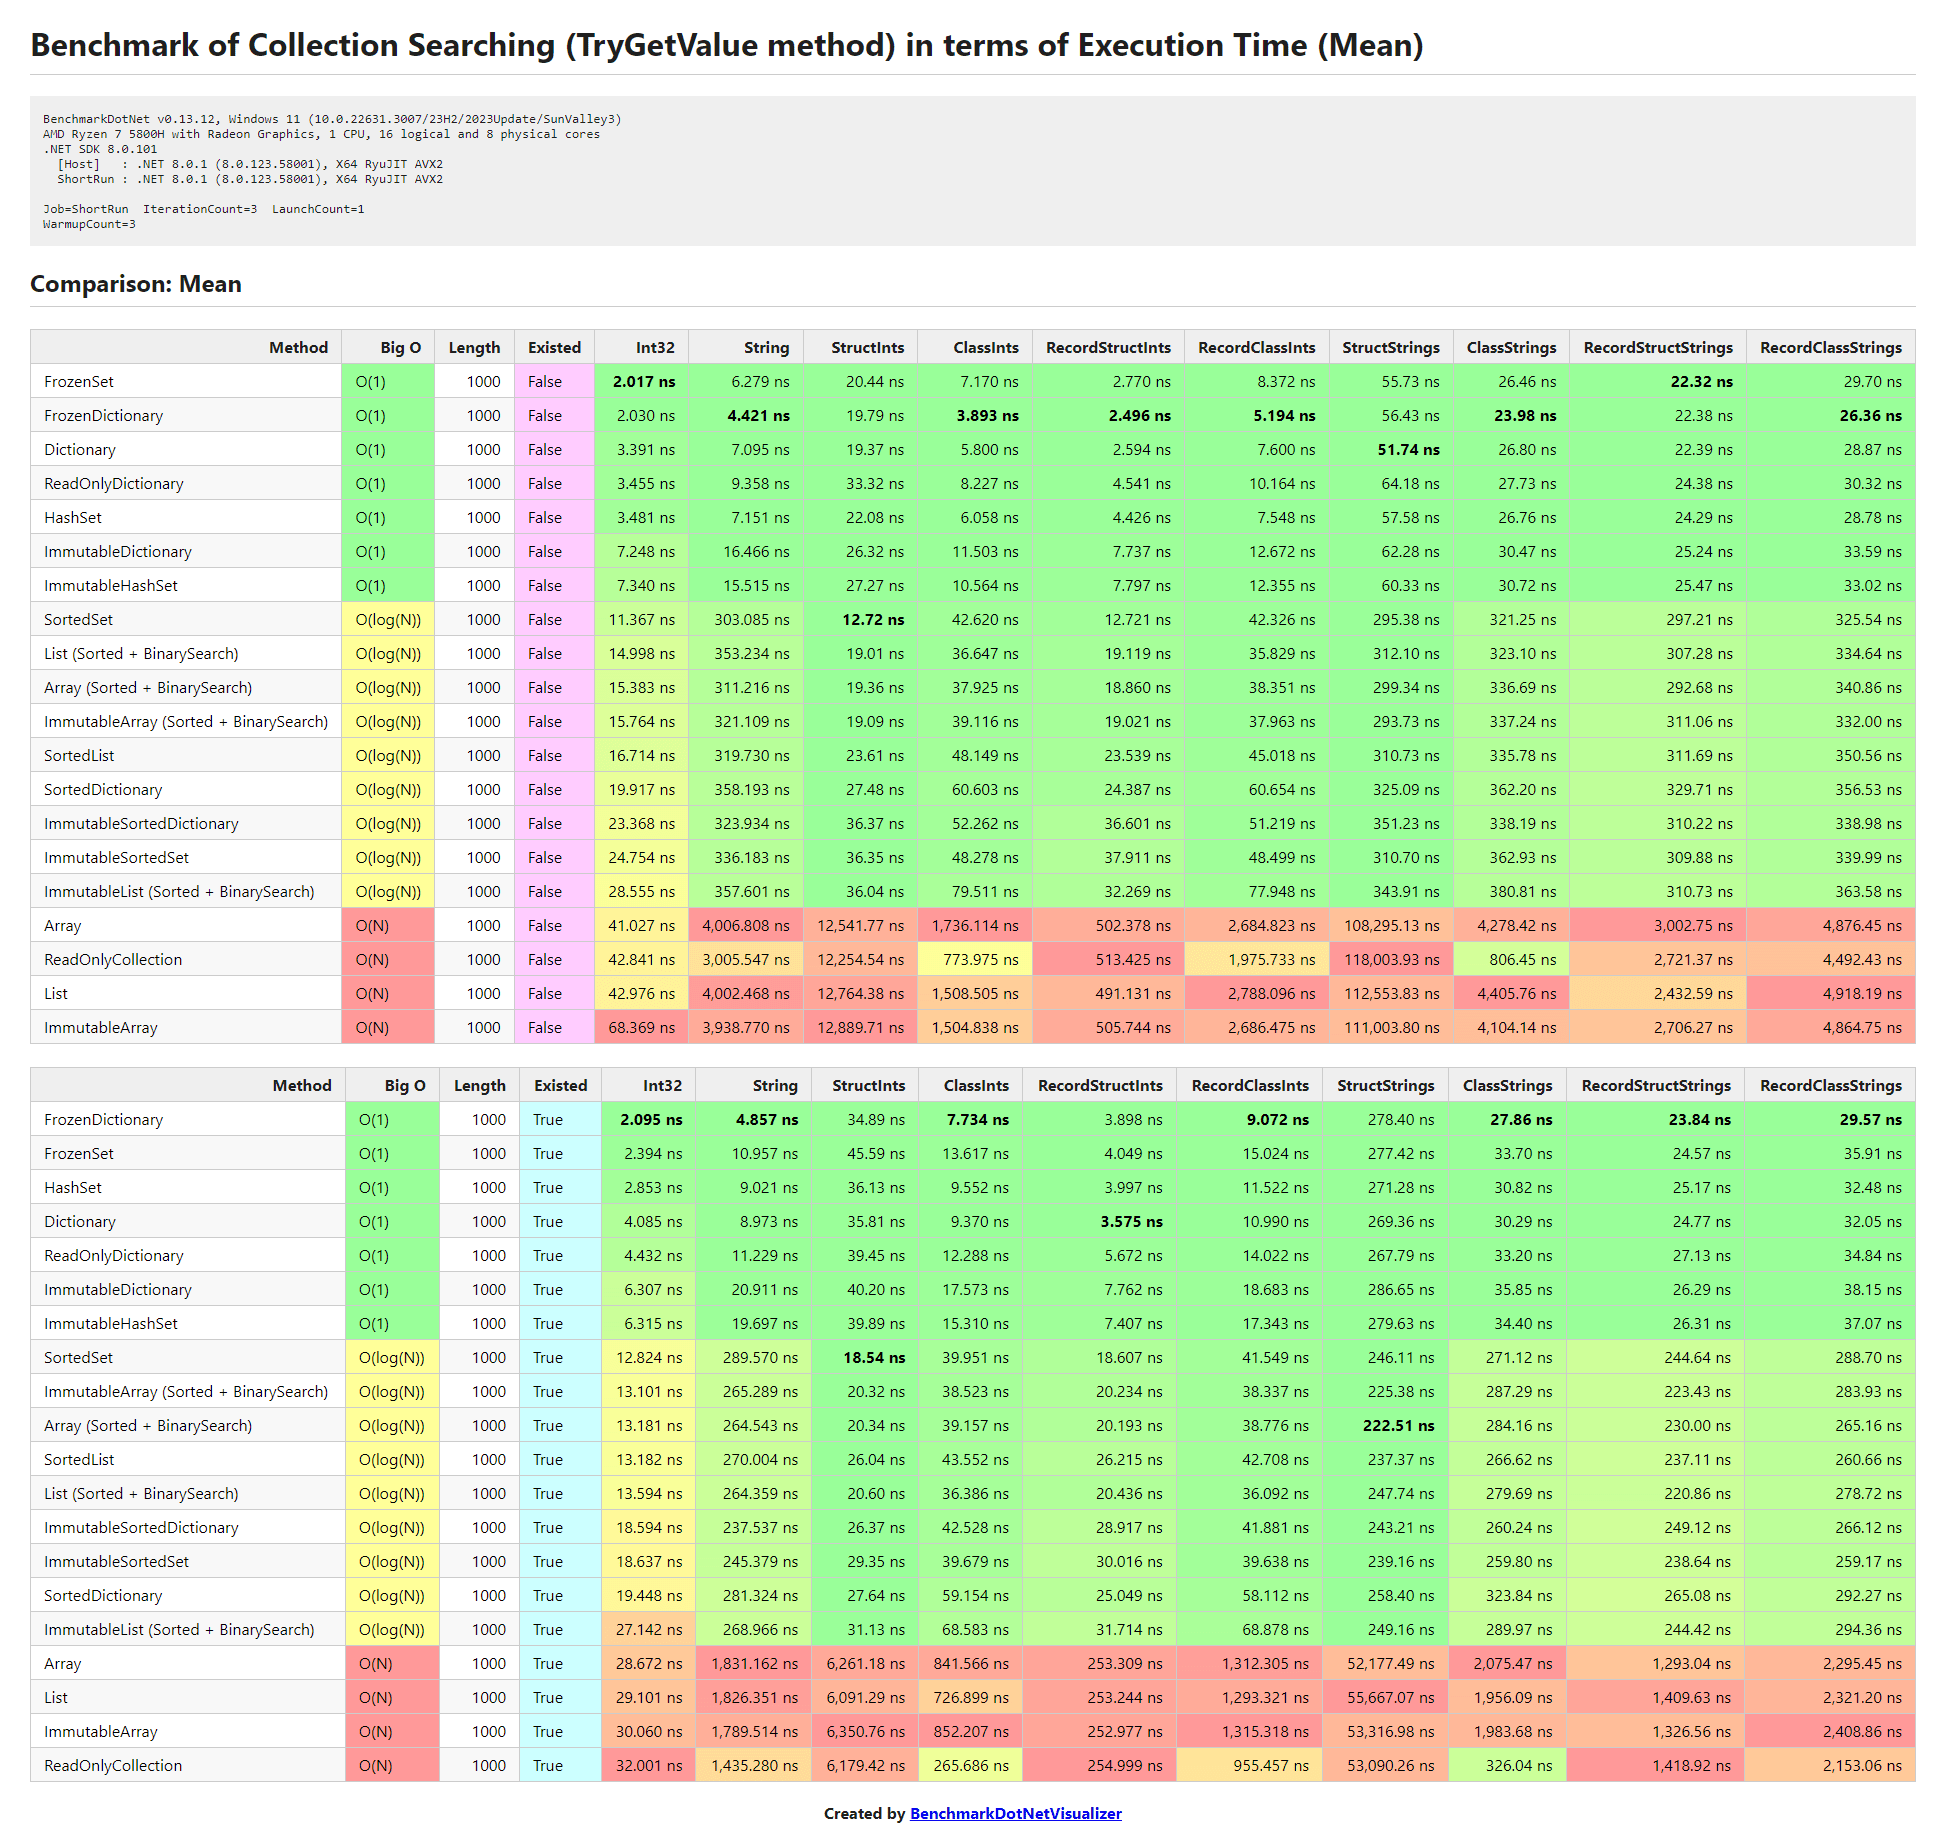 Benchmark of Collection Searching (TryGetValue method) in terms of Execution Time (Mean)
BenchmarkDotNet v0.13.12, Windows 11 (10.0.22631.3007/23H2/2023Update/SunValley3)
AMD Ryzen 7 5800H with Radeon Graphics, 1 CPU, 16 logical and 8 physical cores
.NET SDK 8.0.101
[Host] : .NET 8.0.1 (8.0.123.58001), X64 RyuJIT AVX2
ShortRun : .NET 8.0.1 (8.0.123.58001), X64 RyuJIT AVX2
Job=ShortRun IterationCount=3 LaunchCount=1
WarmupCount=3
Comparison: Mean
Method Big O Length Existed Int32 String StructInts ClassInts RecordStructInts RecordClassInts StructStrings ClassStrings RecordStructStrings RecordClassStrings
FrozenSet O(1) 1000 False 2.017 ns 6.279 ns 20.44 ns 7.170 ns 2.770 ns 8.372 ns 55.73 ns 26.46 ns 22.32 ns 29.70 ns
FrozenDictionary O(1) 1000 False 2.030 ns 4.421 ns 19.79 ns 3.893 ns 2.496 ns 5.194 ns 56.43 ns 23.98 ns 22.38 ns 26.36 ns
Dictionary O(1) 1000 False 3.391 ns 7.095 ns 19.37 ns 5.800 ns 2.594 ns 7.600 ns 51.74 ns 26.80 ns 22.39 ns 28.87 ns
ReadOnlyDictionary O(1) 1000 False 3.455 ns 9.358 ns 33.32 ns 8.227 ns 4.541 ns 10.164 ns 64.18 ns 27.73 ns 24.38 ns 30.32 ns
HashSet O(1) 1000 False 3.481 ns 7.151 ns 22.08 ns 6.058 ns 4.426 ns 7.548 ns 57.58 ns 26.76 ns 24.29 ns 28.78 ns
ImmutableDictionary O(1) 1000 False 7.248 ns 16.466 ns 26.32 ns 11.503 ns 7.737 ns 12.672 ns 62.28 ns 30.47 ns 25.24 ns 33.59 ns
ImmutableHashSet O(1) 1000 False 7.340 ns 15.515 ns 27.27 ns 10.564 ns 7.797 ns 12.355 ns 60.33 ns 30.72 ns 25.47 ns 33.02 ns
SortedSet O(log(N)) 1000 False 11.367 ns 303.085 ns 12.72 ns 42.620 ns 12.721 ns 42.326 ns 295.38 ns 321.25 ns 297.21 ns 325.54 ns
List (Sorted + BinarySearch) O(log(N)) 1000 False 14.998 ns 353.234 ns 19.01 ns 36.647 ns 19.119 ns 35.829 ns 312.10 ns 323.10 ns 307.28 ns 334.64 ns
Array (Sorted + BinarySearch) O(log(N)) 1000 False 15.383 ns 311.216 ns 19.36 ns 37.925 ns 18.860 ns 38.351 ns 299.34 ns 336.69 ns 292.68 ns 340.86 ns
ImmutableArray (Sorted + BinarySearch) O(log(N)) 1000 False 15.764 ns 321.109 ns 19.09 ns 39.116 ns 19.021 ns 37.963 ns 293.73 ns 337.24 ns 311.06 ns 332.00 ns
SortedList O(log(N)) 1000 False 16.714 ns 319.730 ns 23.61 ns 48.149 ns 23.539 ns 45.018 ns 310.73 ns 335.78 ns 311.69 ns 350.56 ns
SortedDictionary O(log(N)) 1000 False 19.917 ns 358.193 ns 27.48 ns 60.603 ns 24.387 ns 60.654 ns 325.09 ns 362.20 ns 329.71 ns 356.53 ns
ImmutableSortedDictionary O(log(N)) 1000 False 23.368 ns 323.934 ns 36.37 ns 52.262 ns 36.601 ns 51.219 ns 351.23 ns 338.19 ns 310.22 ns 338.98 ns
ImmutableSortedSet O(log(N)) 1000 False 24.754 ns 336.183 ns 36.35 ns 48.278 ns 37.911 ns 48.499 ns 310.70 ns 362.93 ns 309.88 ns 339.99 ns
ImmutableList (Sorted + BinarySearch) O(log(N)) 1000 False 28.555 ns 357.601 ns 36.04 ns 79.511 ns 32.269 ns 77.948 ns 343.91 ns 380.81 ns 310.73 ns 363.58 ns
Array O(N) 1000 False 41.027 ns 4,006.808 ns 12,541.77 ns 1,736.114 ns 502.378 ns 2,684.823 ns 108,295.13 ns 4,278.42 ns 3,002.75 ns 4,876.45 ns
ReadOnlyCollection O(N) 1000 False 42.841 ns 3,005.547 ns 12,254.54 ns 773.975 ns 513.425 ns 1,975.733 ns 118,003.93 ns 806.45 ns 2,721.37 ns 4,492.43 ns
List O(N) 1000 False 42.976 ns 4,002.468 ns 12,764.38 ns 1,508.505 ns 491.131 ns 2,788.096 ns 112,553.83 ns 4,405.76 ns 2,432.59 ns 4,918.19 ns
ImmutableArray O(N) 1000 False 68.369 ns 3,938.770 ns 12,889.71 ns 1,504.838 ns 505.744 ns 2,686.475 ns 111,003.80 ns 4,104.14 ns 2,706.27 ns 4,864.75 ns
Method Big O Length Existed Int32 String StructInts ClassInts RecordStructInts RecordClassInts StructStrings ClassStrings RecordStructStrings RecordClassStrings
FrozenDictionary O(1) 1000 True 2.095 ns 4.857 ns 34.89 ns 7.734 ns 3.898 ns 9.072 ns 278.40 ns 27.86 ns 23.84 ns 29.57 ns
FrozenSet O(1) 1000 True 2.394 ns 10.957 ns 45.59 ns 13.617 ns 4.049 ns 15.024 ns 277.42 ns 33.70 ns 24.57 ns 35.91 ns
HashSet O(1) 1000 True 2.853 ns 9.021 ns 36.13 ns 9.552 ns 3.997 ns 11.522 ns 271.28 ns 30.82 ns 25.17 ns 32.48 ns
Dictionary O(1) 1000 True 4.085 ns 8.973 ns 35.81 ns 9.370 ns 3.575 ns 10.990 ns 269.36 ns 30.29 ns 24.77 ns 32.05 ns
ReadOnlyDictionary O(1) 1000 True 4.432 ns 11.229 ns 39.45 ns 12.288 ns 5.672 ns 14.022 ns 267.79 ns 33.20 ns 27.13 ns 34.84 ns
ImmutableDictionary O(1) 1000 True 6.307 ns 20.911 ns 40.20 ns 17.573 ns 7.762 ns 18.683 ns 286.65 ns 35.85 ns 26.29 ns 38.15 ns
ImmutableHashSet O(1) 1000 True 6.315 ns 19.697 ns 39.89 ns 15.310 ns 7.407 ns 17.343 ns 279.63 ns 34.40 ns 26.31 ns 37.07 ns
SortedSet O(log(N)) 1000 True 12.824 ns 289.570 ns 18.54 ns 39.951 ns 18.607 ns 41.549 ns 246.11 ns 271.12 ns 244.64 ns 288.70 ns
ImmutableArray (Sorted + BinarySearch) O(log(N)) 1000 True 13.101 ns 265.289 ns 20.32 ns 38.523 ns 20.234 ns 38.337 ns 225.38 ns 287.29 ns 223.43 ns 283.93 ns
Array (Sorted + BinarySearch) O(log(N)) 1000 True 13.181 ns 264.543 ns 20.34 ns 39.157 ns 20.193 ns 38.776 ns 222.51 ns 284.16 ns 230.00 ns 265.16 ns
SortedList O(log(N)) 1000 True 13.182 ns 270.004 ns 26.04 ns 43.552 ns 26.215 ns 42.708 ns 237.37 ns 266.62 ns 237.11 ns 260.66 ns
List (Sorted + BinarySearch) O(log(N)) 1000 True 13.594 ns 264.359 ns 20.60 ns 36.386 ns 20.436 ns 36.092 ns 247.74 ns 279.69 ns 220.86 ns 278.72 ns
ImmutableSortedDictionary O(log(N)) 1000 True 18.594 ns 237.537 ns 26.37 ns 42.528 ns 28.917 ns 41.881 ns 243.21 ns 260.24 ns 249.12 ns 266.12 ns
ImmutableSortedSet O(log(N)) 1000 True 18.637 ns 245.379 ns 29.35 ns 39.679 ns 30.016 ns 39.638 ns 239.16 ns 259.80 ns 238.64 ns 259.17 ns
SortedDictionary O(log(N)) 1000 True 19.448 ns 281.324 ns 27.64 ns 59.154 ns 25.049 ns 58.112 ns 258.40 ns 323.84 ns 265.08 ns 292.27 ns
ImmutableList (Sorted + BinarySearch) O(log(N)) 1000 True 27.142 ns 268.966 ns 31.13 ns 68.583 ns 31.714 ns 68.878 ns 249.16 ns 289.97 ns 244.42 ns 294.36 ns
Array O(N) 1000 True 28.672 ns 1,831.162 ns 6,261.18 ns 841.566 ns 253.309 ns 1,312.305 ns 52,177.49 ns 2,075.47 ns 1,293.04 ns 2,295.45 ns
List O(N) 1000 True 29.101 ns 1,826.351 ns 6,091.29 ns 726.899 ns 253.244 ns 1,293.321 ns 55,667.07 ns 1,956.09 ns 1,409.63 ns 2,321.20 ns
ImmutableArray O(N) 1000 True 30.060 ns 1,789.514 ns 6,350.76 ns 852.207 ns 252.977 ns 1,315.318 ns 53,316.98 ns 1,983.68 ns 1,326.56 ns 2,408.86 ns
ReadOnlyCollection O(N) 1000 True 32.001 ns 1,435.280 ns 6,179.42 ns 265.686 ns 254.999 ns 955.457 ns 53,090.26 ns 326.04 ns 1,418.92 ns 2,153.06 ns
Created by BenchmarkDotNetVisualizer